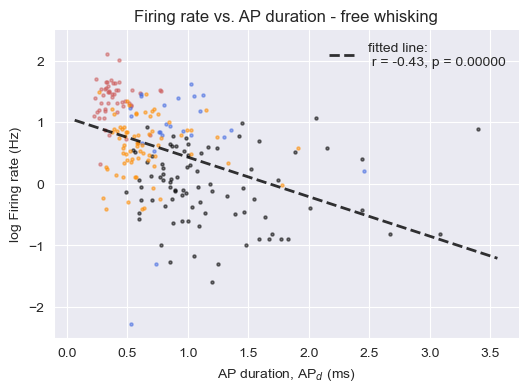 Firing rate vs. AP duration - free whisking
fitted line:
r = -0.43, p = 0.00000
2
1
0
−1
−2
log Firing rate (Hz)
0.0 0.5 1.0 1.5 2.0 2.5 3.0 3.5
AP duration, AP$_d$ (ms)